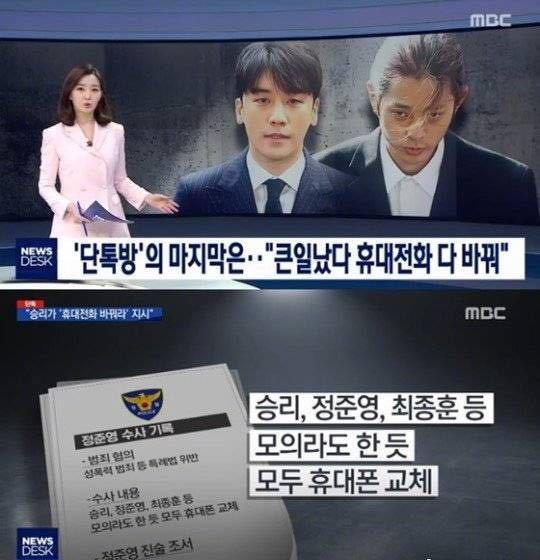 MBC
NEWS
DESK
'단톡방'의 마지막은‥"큰일났다 휴대전화 다 바꿔"
단독
"승리가 '휴대전화 바꿔라' 지시"
MBC
정준영 수사 기록
- 범죄 혐의
성폭력 범죄 등 특례법 위반
- 수사 내용
승리, 정준영, 최종훈 등
모의라도 한 듯 모두 휴대폰 교체
- 정준영 진술 조서
승리, 정준영, 최종훈 등
모의라도 한 듯
모두 휴대폰 교체
NEWS
DESK